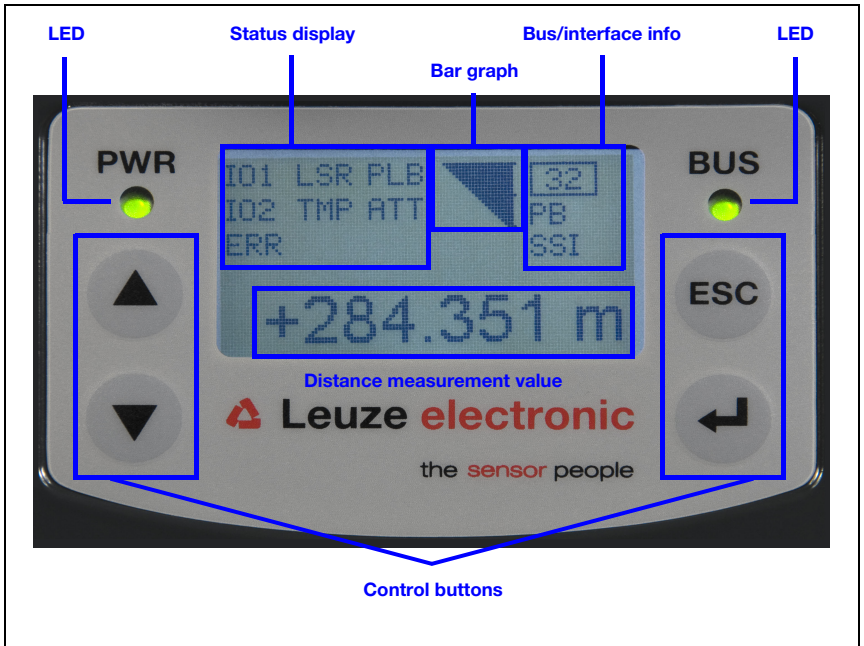 LED Status display Bus/interface info LED
Bar graph
PWR BUS
IO1 LSR PLB 32
IO2 TMP ATT PB
ERR SSI
ESC
+284.351 m
Distance measurement value
Leuze electronic
the sensor people
Control buttons